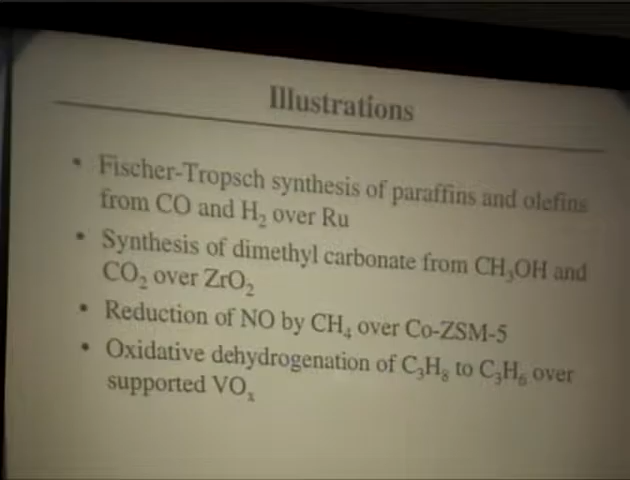 Illustrations
• Fischer-Tropsch synthesis of paraffins and olefins
from CO and H₂ over Ru
• Synthesis of dimethyl carbonate from CH₃OH and
CO₂ over ZrO₂
• Reduction of NO by CH₄ over Co-ZSM-5
• Oxidative dehydrogenation of C₃H₈ to C₃H₆ over
supported VOₓ